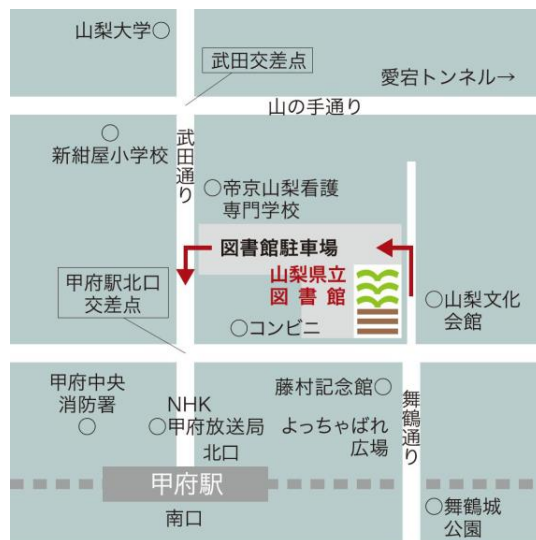 山梨大学
武田交差点
愛宕トンネル→
山の手通り
新紺屋小学校
武田通り
帝京山梨看護
専門学校
図書館駐車場
山梨県立
図書館
甲府駅北口
交差点
コンビニ
山梨文化
会館
甲府中央
消防署
NHK
甲府放送局
藤村記念館
よっちゃばれ
広場
舞鶴通り
北口
甲府駅
南口
舞鶴城
公園